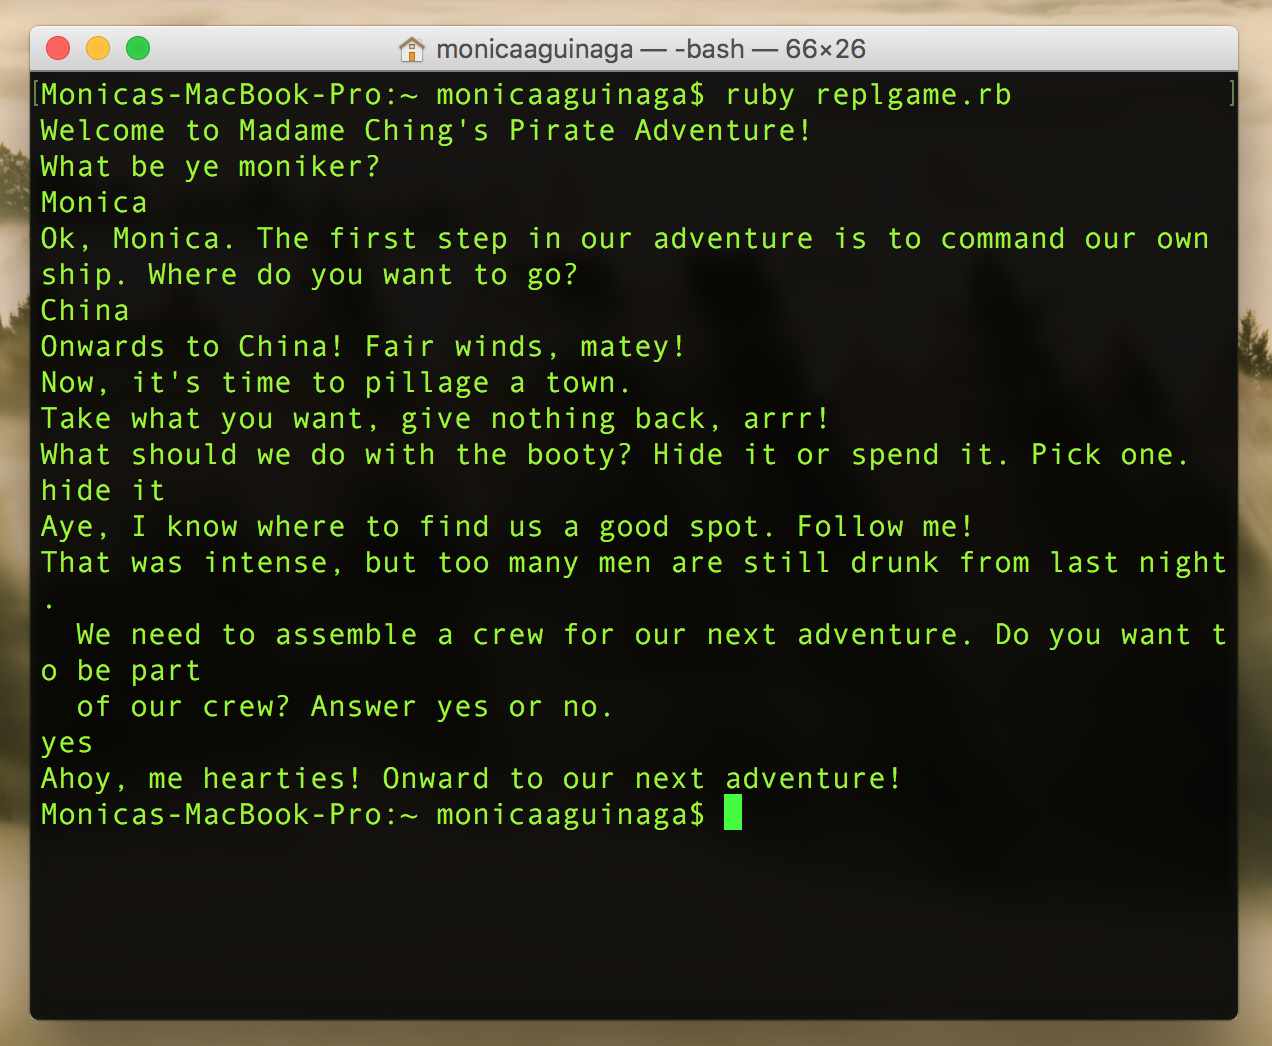 monicaaguinaga — -bash — 66×26
[Monicas-MacBook-Pro:~ monicaaguinaga$ ruby replgame.rb ]
Welcome to Madame Ching's Pirate Adventure!
What be ye moniker?
Monica
Ok, Monica. The first step in our adventure is to command our own
ship. Where do you want to go?
China
Onwards to China! Fair winds, matey!
Now, it's time to pillage a town.
Take what you want, give nothing back, arrr!
What should we do with the booty? Hide it or spend it. Pick one.
hide it
Aye, I know where to find us a good spot. Follow me!
That was intense, but too many men are still drunk from last night
.
  We need to assemble a crew for our next adventure. Do you want t
o be part
  of our crew? Answer yes or no.
yes
Ahoy, me hearties! Onward to our next adventure!
Monicas-MacBook-Pro:~ monicaaguinaga$